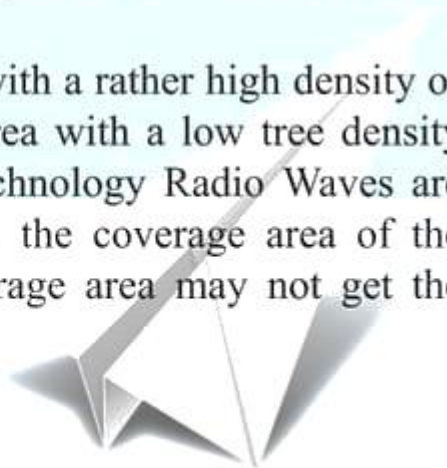 with a rather high density o
rea with a low tree density
chnology Radio Waves are
the coverage area of the
rage area may not get the